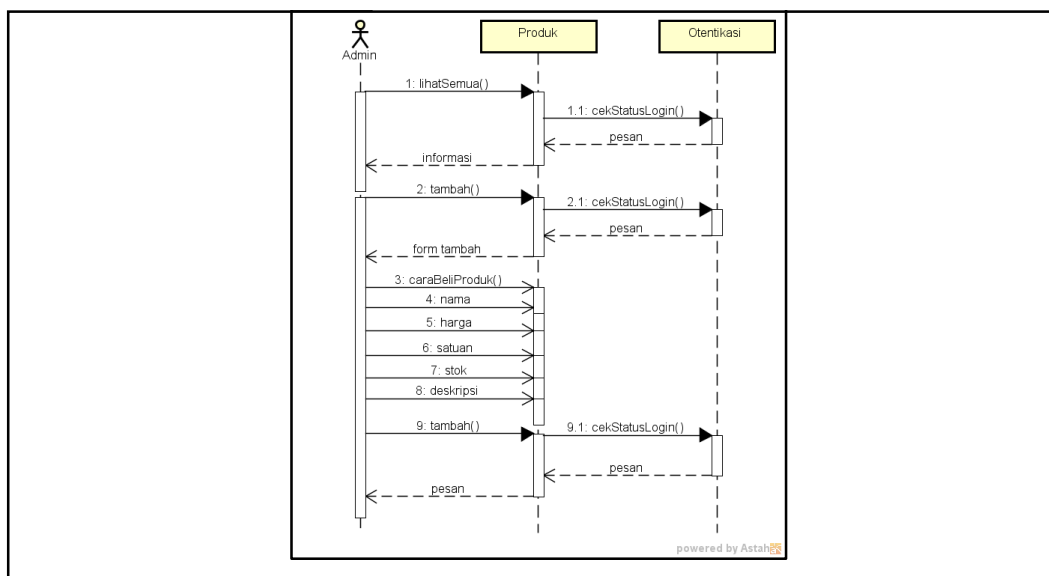 Admin
Produk
Otentikasi
1: lihatSemua()
1.1: cekStatusLogin()
pesan
informasi
2: tambah()
2.1: cekStatusLogin()
pesan
form tambah
3: caraBeliProduk()
4: nama
5: harga
6: satuan
7: stok
8: deskripsi
9: tambah()
9.1: cekStatusLogin()
pesan
pesan
powered by Astah